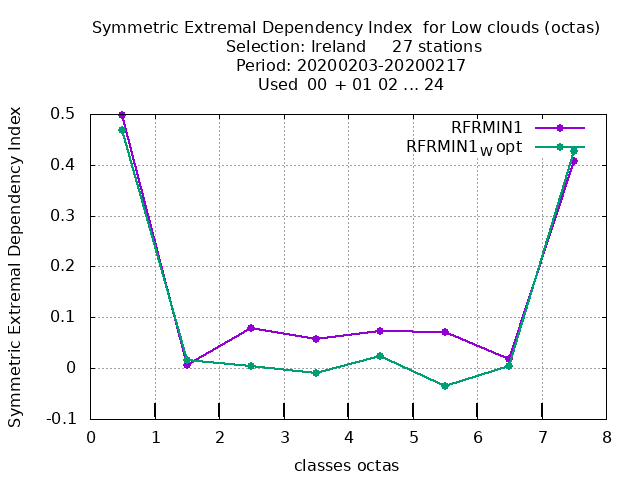 Symmetric Extremal Dependency Index for Low clouds (octas)
Selection: Ireland 27 stations
Period: 20200203-20200217
Used 00 + 01 02 ... 24
Symmetric Extremal Dependency Index
0.5
0.4
0.3
0.2
0.1
0
-0.1
RFRMIN1
RFRMIN1W opt
0 1 2 3 4 5 6 7 8
classes octas